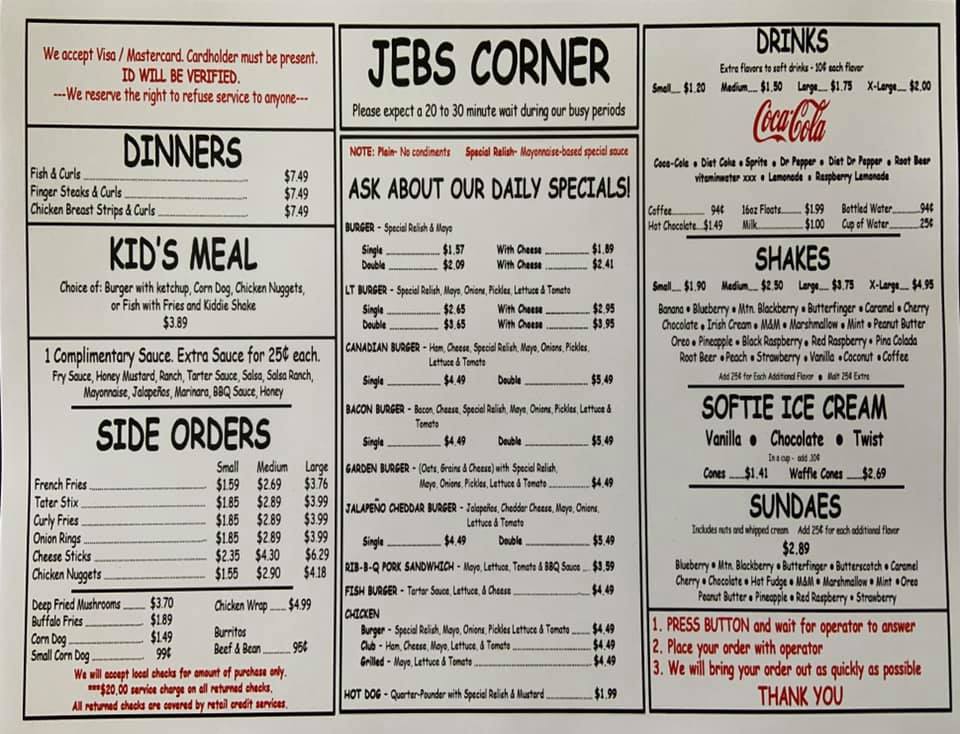 We accept Visa / Mastercard. Cardholder must be present.
ID WILL BE VERIFIED.
---We reserve the right to refuse service to anyone---
DINNERS
Fish & Curls $7.49
Finger Steaks & Curls $7.49
Chicken Breast Strips & Curls $7.49
KID'S MEAL
Choice of: Burger with ketchup, Corn Dog, Chicken Nuggets,
or Fish with Fries and Kiddie Shake
$3.89
1 Complimentary Sauce. Extra Sauce for 25¢ each.
Fry Sauce, Honey Mustard, Ranch, Tarter Sauce, Salsa, Salsa Ranch,
Mayonnaise, Jalapeños, Marinara, BBQ Sauce, Honey
SIDE ORDERS
Small Medium Large
French Fries $1.59 $2.69 $3.76
Tater Stix $1.85 $2.89 $3.99
Curly Fries $1.85 $2.89 $3.99
Onion Rings $1.85 $2.89 $3.99
Cheese Sticks $2.35 $4.30 $6.29
Chicken Nuggets $1.55 $2.90 $4.18
Deep Fried Mushrooms $3.70
Buffalo Fries $1.89
Corn Dog $1.49
Small Corn Dog 99¢
Chicken Wrap $4.99
Burritos
Beef & Bean 95¢
We will accept local checks for amount of purchase only.
***$20.00 service charge on all returned checks.
All returned checks are covered by retail credit services.
JEBS CORNER
Please expect a 20 to 30 minute wait during our busy periods
NOTE: Plain- No condiments Special Relish- Mayonnaise-based special sauce
ASK ABOUT OUR DAILY SPECIALS!
BURGER - Special Relish & Mayo
Single $1.57 With Cheese $1.89
Double $2.09 With Cheese $2.41
LT BURGER - Special Relish, Mayo, Onions, Pickles, Lettuce & Tomato
Single $2.65 With Cheese $2.95
Double $3.65 With Cheese $3.95
CANADIAN BURGER - Ham, Cheese, Special Relish, Mayo, Onions, Pickles,
Lettuce & Tomato
Single $4.49 Double $5.49
BACON BURGER - Bacon, Cheese, Special Relish, Mayo, Onions, Pickles, Lettuce &
Tomato
Single $4.49 Double $5.49
GARDEN BURGER - (Oats, Grains & Cheese) with Special Relish,
Mayo, Onions, Pickles, Lettuce & Tomato $4.49
JALAPEÑO CHEDDAR BURGER - Jalapeños, Cheddar Cheese, Mayo, Onions,
Lettuce & Tomato
Single $4.49 Double $5.49
RIB-B-Q PORK SANDWHICH - Mayo, Lettuce, Tomato & BBQ Sauce $3.59
FISH BURGER - Tartar Sauce, Lettuce, & Cheese $4.49
CHICKEN
Burger - Special Relish, Mayo, Onions, Pickles Lettuce & Tomato $4.49
Club - Ham, Cheese, Mayo, Lettuce, & Tomato $4.49
Grilled - Mayo, Lettuce & Tomato $4.49
HOT DOG - Quarter-Pounder with Special Relish & Mustard $1.99
DRINKS
Extra flavors to soft drinks - 10¢ each flavor
Small $1.20 Medium $1.50 Large $1.75 X-Large $2.00
Coca-Cola
Coca-Cola • Diet Coke • Sprite • Dr Pepper • Diet Dr Pepper • Root Beer
vitaminwater xxx • Lemonade • Raspberry Lemonade
Coffee 94¢ 16oz Floats $1.99 Bottled Water 94¢
Hot Chocolate $1.49 Milk $1.00 Cup of Water 25¢
SHAKES
Small $1.90 Medium $2.50 Large $3.75 X-Large $4.95
Banana • Blueberry • Mtn. Blackberry • Butterfinger • Caramel • Cherry
Chocolate • Irish Cream • M&M • Marshmallow • Mint • Peanut Butter
Oreo • Pineapple • Black Raspberry • Red Raspberry • Pina Colada
Root Beer • Peach • Strawberry • Vanilla • Coconut • Coffee
Add 25¢ for Each Additional Flavor • Malt 25¢ Extra
SOFTIE ICE CREAM
Vanilla • Chocolate • Twist
In a cup - add .10¢
Cones $1.41 Waffle Cones $2.69
SUNDAES
Includes nuts and whipped cream Add 25¢ for each additional flavor
$2.89
Blueberry • Mtn. Blackberry • Butterfinger • Butterscotch • Caramel
Cherry • Chocolate • Hot Fudge • M&M • Marshmallow • Mint • Oreo
Peanut Butter • Pineapple • Red Raspberry • Strawberry
1. PRESS BUTTON and wait for operator to answer
2. Place your order with operator
3. We will bring your order out as quickly as possible
THANK YOU